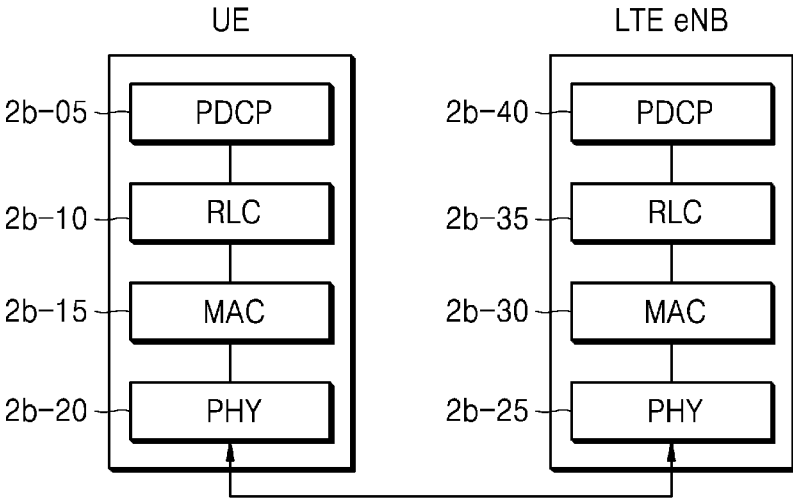 UE LTE eNB
2b-05 PDCP 2b-40 PDCP
2b-10 RLC 2b-35 RLC
2b-15 MAC 2b-30 MAC
2b-20 PHY 2b-25 PHY